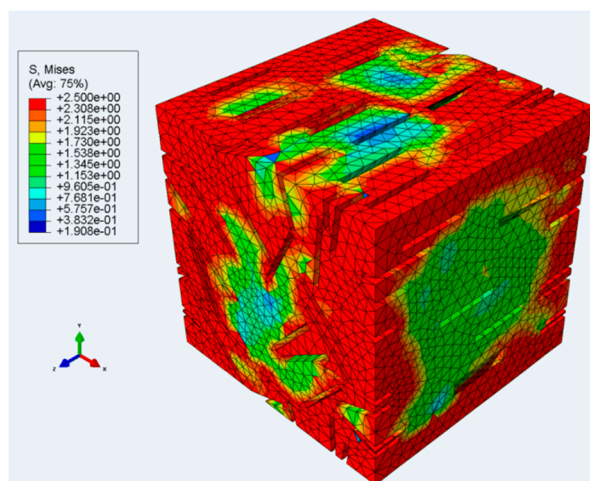 S, Mises
(Avg: 75%)
+2.500e+00
+2.308e+00
+2.115e+00
+1.923e+00
+1.730e+00
+1.538e+00
+1.345e+00
+1.153e+00
+9.605e-01
+7.681e-01
+5.757e-01
+3.832e-01
+1.908e-01
Y
Z
X